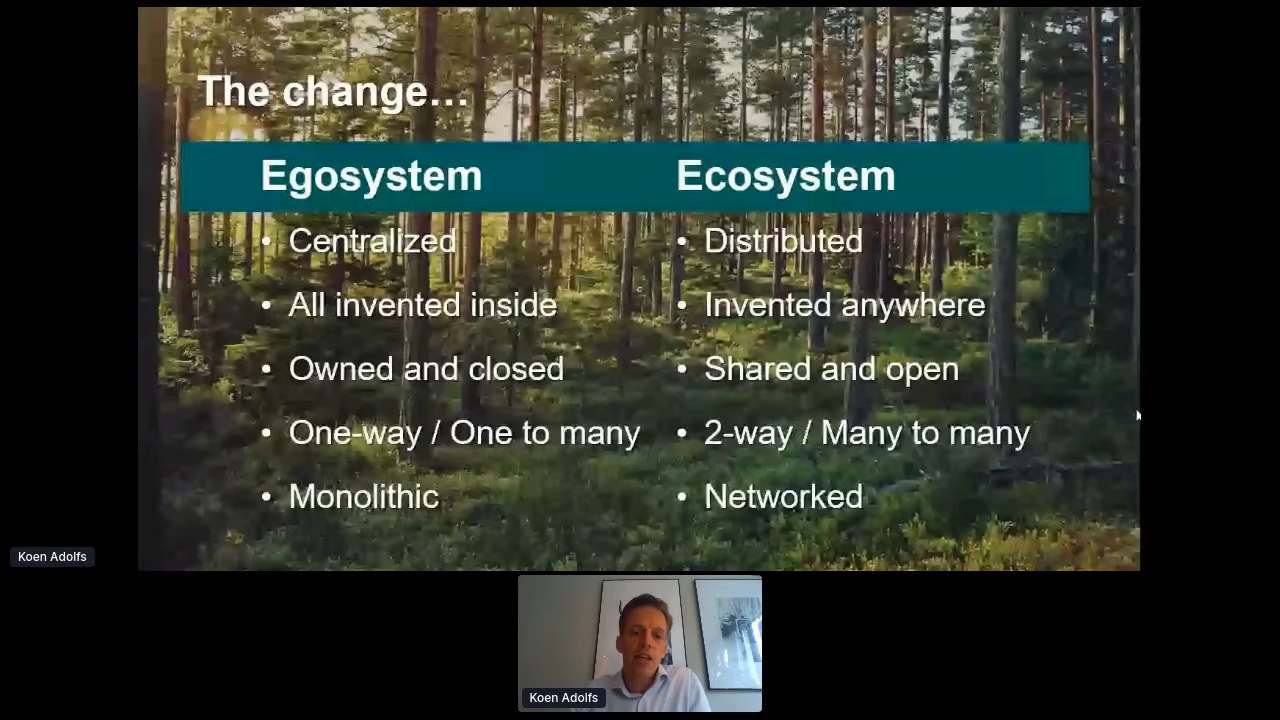 The change...
Egosystem
Ecosystem
• Centralized
• Distributed
• All invented inside
• Invented anywhere
• Owned and closed
• Shared and open
• One-way / One to many
• 2-way / Many to many
• Monolithic
• Networked
Koen Adolfs
Koen Adolfs